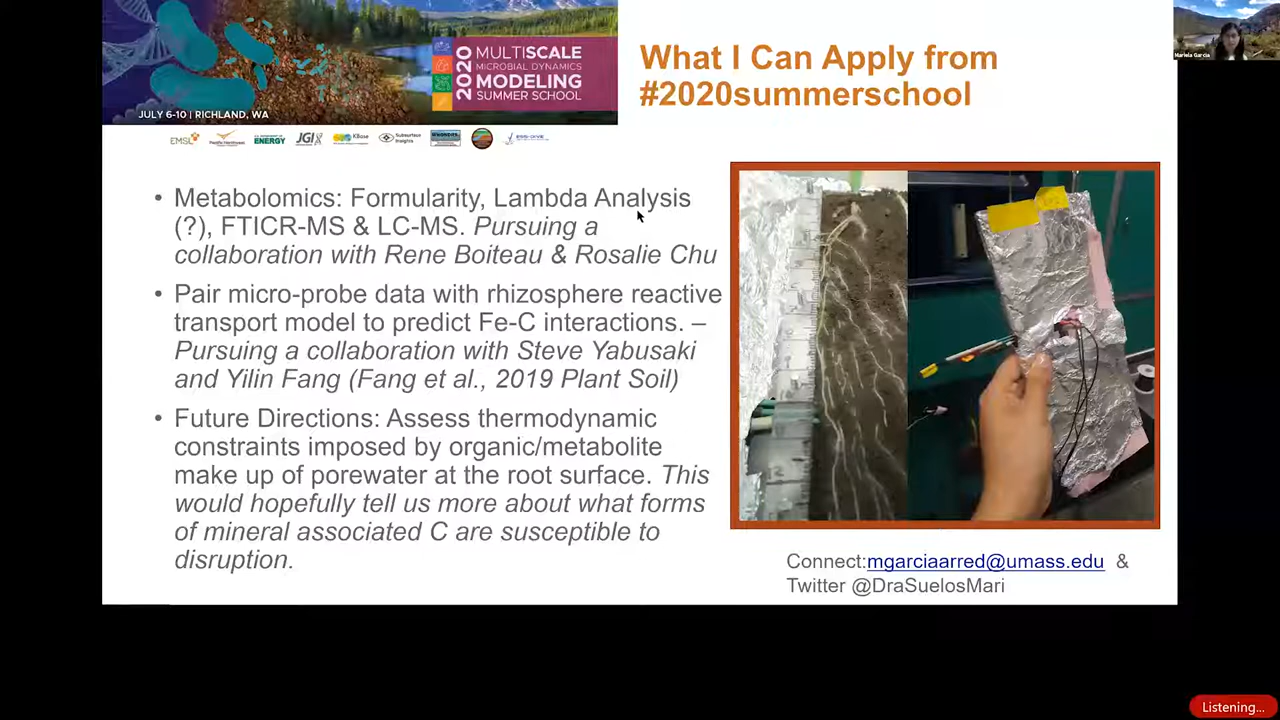 2020
MULTISCALE
MICROBIAL DYNAMICS
MODELING
SUMMER SCHOOL
JULY 6-10 | RICHLAND, WA
EMSL
Pacific Northwest
ENERGY
JGI
KBase
Subsurface
Insights
ESS-DIVE
What I Can Apply from
#2020summerschool
Mariela Garcia
• Metabolomics: Formularity, Lambda Analysis
(?), FTICR-MS & LC-MS. Pursuing a
collaboration with Rene Boiteau & Rosalie Chu
• Pair micro-probe data with rhizosphere reactive
transport model to predict Fe-C interactions. –
Pursuing a collaboration with Steve Yabusaki
and Yilin Fang (Fang et al., 2019 Plant Soil)
• Future Directions: Assess thermodynamic
constraints imposed by organic/metabolite
make up of porewater at the root surface. This
would hopefully tell us more about what forms
of mineral associated C are susceptible to
disruption.
Connect:mgarciaarred@umass.edu &
Twitter @DraSuelosMari
Listening...